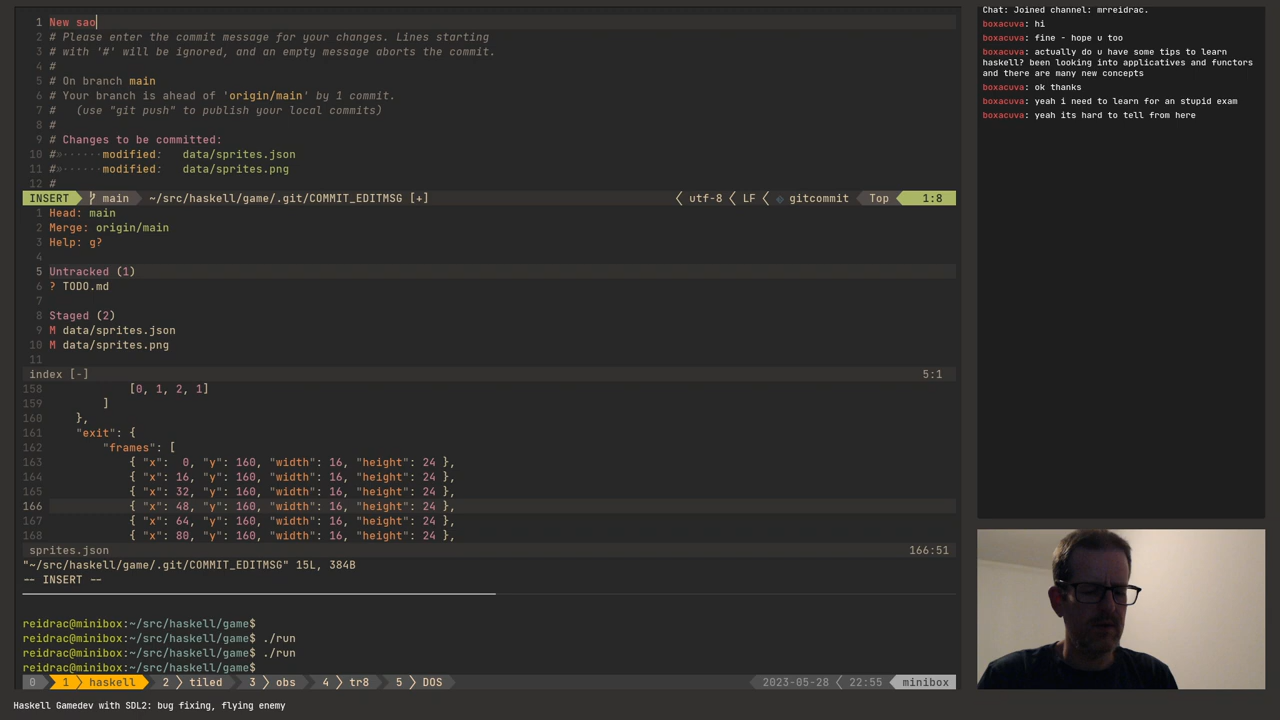 1 New sao
2 # Please enter the commit message for your changes. Lines starting
3 # with '#' will be ignored, and an empty message aborts the commit.
4 #
5 # On branch main
6 # Your branch is ahead of 'origin/main' by 1 commit.
7 #   (use "git push" to publish your local commits)
8 #
9 # Changes to be committed:
10 #»······modified:   data/sprites.json
11 #»······modified:   data/sprites.png
12 #
INSERT main ~/src/haskell/game/.git/COMMIT_EDITMSG [+] utf-8 LF gitcommit Top 1:8
1 Head: main
2 Merge: origin/main
3 Help: g?
4
5 Untracked (1)
6 ? TODO.md
7
8 Staged (2)
9 M data/sprites.json
10 M data/sprites.png
11
index [-] 5:1
158             [0, 1, 2, 1]
159         ]
160     },
161     "exit": {
162         "frames": [
163             { "x":  0, "y": 160, "width": 16, "height": 24 },
164             { "x": 16, "y": 160, "width": 16, "height": 24 },
165             { "x": 32, "y": 160, "width": 16, "height": 24 },
166             { "x": 48, "y": 160, "width": 16, "height": 24 },
167             { "x": 64, "y": 160, "width": 16, "height": 24 },
168             { "x": 80, "y": 160, "width": 16, "height": 24 },
sprites.json 166:51
"~/src/haskell/game/.git/COMMIT_EDITMSG" 15L, 384B
-- INSERT --
reidrac@minibox:~/src/haskell/game$
reidrac@minibox:~/src/haskell/game$ ./run
reidrac@minibox:~/src/haskell/game$ ./run
reidrac@minibox:~/src/haskell/game$
0 1 haskell 2 tiled 3 obs 4 tr8 5 DOS 2023-05-28 22:55 minibox
Chat: Joined channel: mrreidrac.
boxacuva: hi
boxacuva: fine - hope u too
boxacuva: actually do u have some tips to learn
haskell? been looking into applicatives and functors
and there are many new concepts
boxacuva: ok thanks
boxacuva: yeah i need to learn for an stupid exam
boxacuva: yeah its hard to tell from here
Haskell Gamedev with SDL2: bug fixing, flying enemy